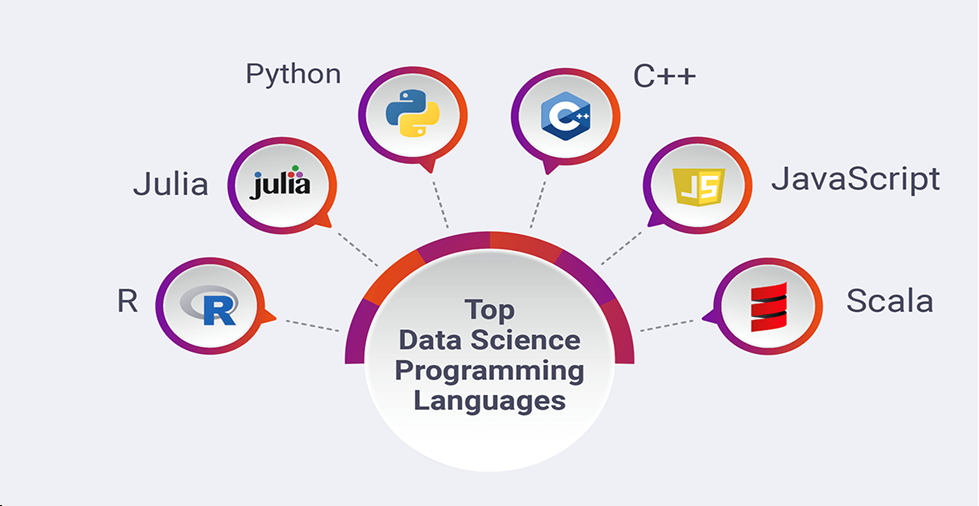 Python
C++
C++
Julia
julia
JS
JavaScript
R
R
Scala
Top
Data Science
Programming
Languages